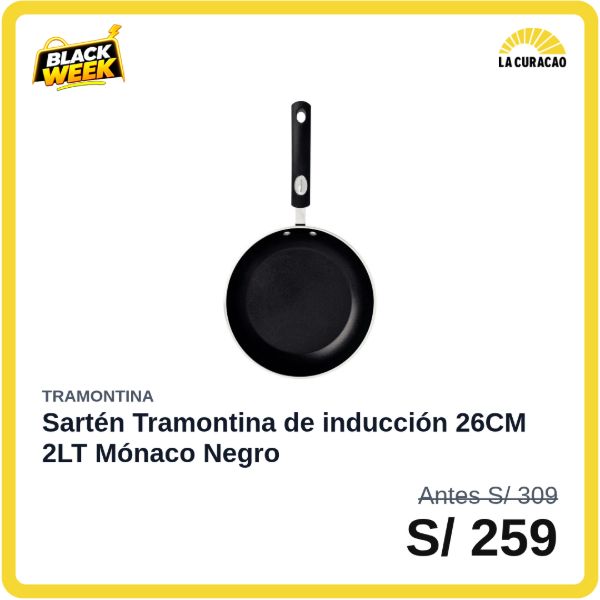 BLACK
WEEK
LA CURACAO
TRAMONTINA
Sartén Tramontina de inducción 26CM
2LT Mónaco Negro
Antes S/ 309
S/ 259